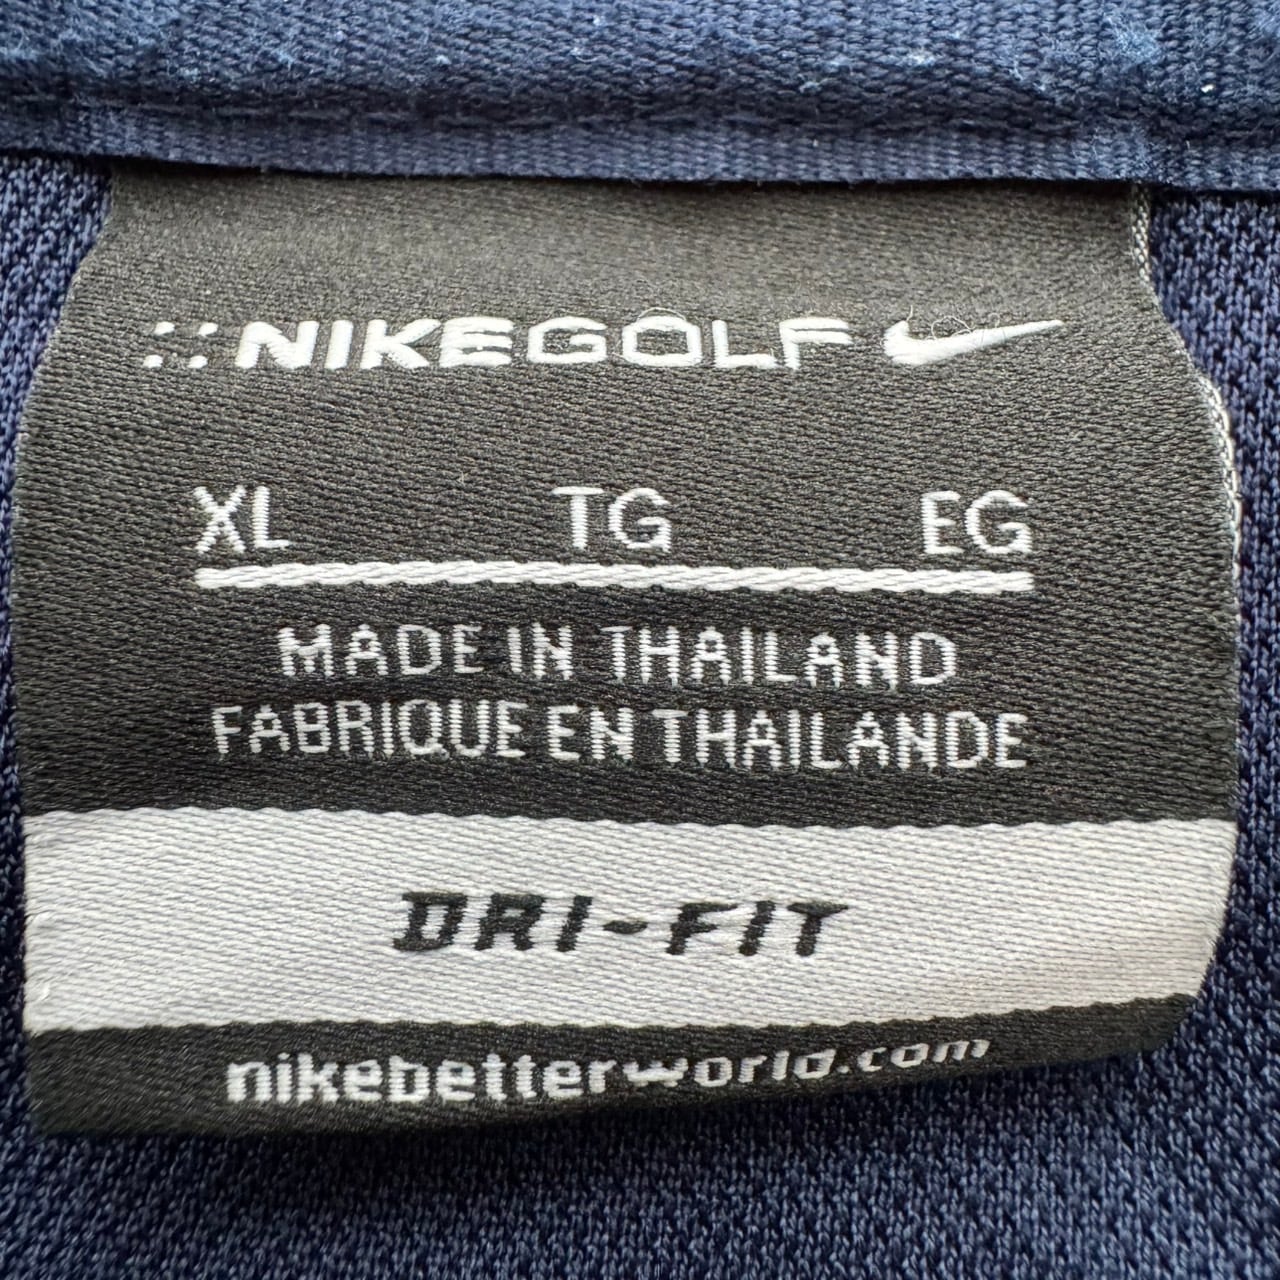 ::NIKEGOLF
XL TG EG
MADE IN THAILAND
FABRIQUE EN THAILANDE
DRI-FIT
nikebetterworld.com